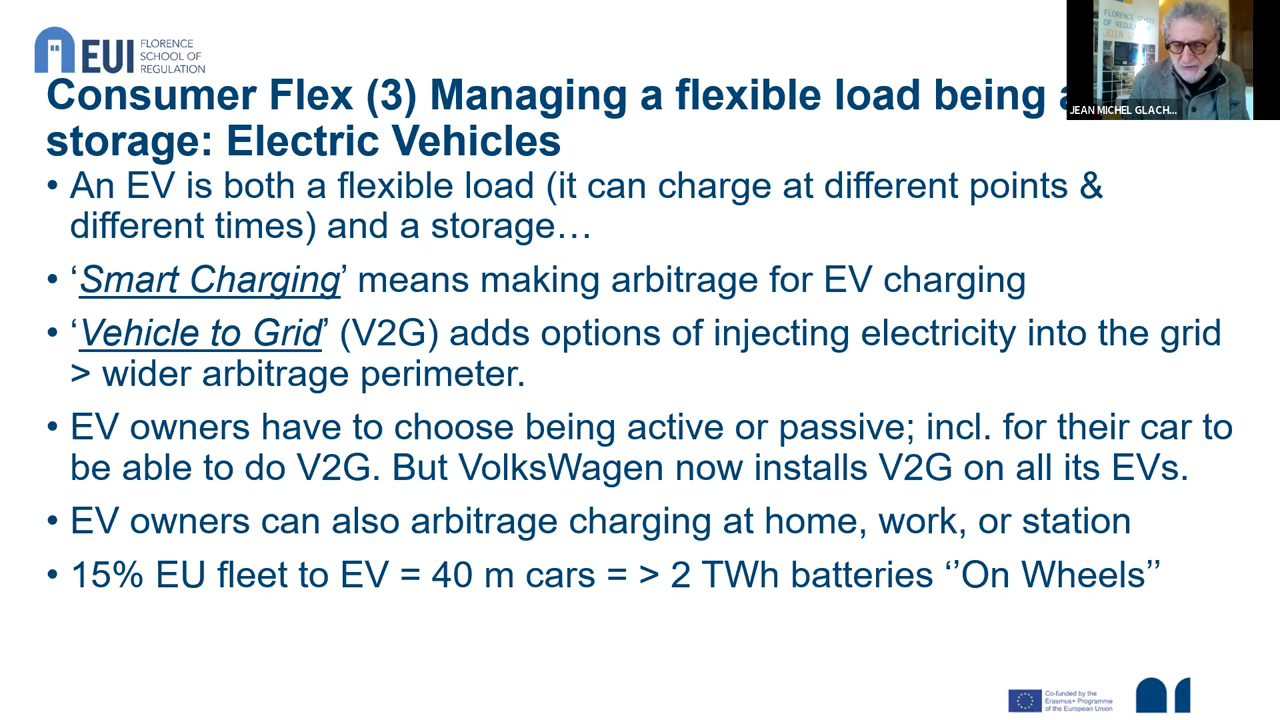 EUI
FLORENCE
SCHOOL OF
REGULATION
FLORENCE SCHOOL
OF REGULATION
JOIN US
JEAN MICHEL GLACH...
Consumer Flex (3) Managing a flexible load being a
storage: Electric Vehicles
• An EV is both a flexible load (it can charge at different points &
different times) and a storage…
• ‘Smart Charging’ means making arbitrage for EV charging
• ‘Vehicle to Grid’ (V2G) adds options of injecting electricity into the grid
> wider arbitrage perimeter.
• EV owners have to choose being active or passive; incl. for their car to
be able to do V2G. But VolksWagen now installs V2G on all its EVs.
• EV owners can also arbitrage charging at home, work, or station
• 15% EU fleet to EV = 40 m cars = > 2 TWh batteries ‘’On Wheels’’
Co-funded by the
Erasmus+ Programme
of the European Union